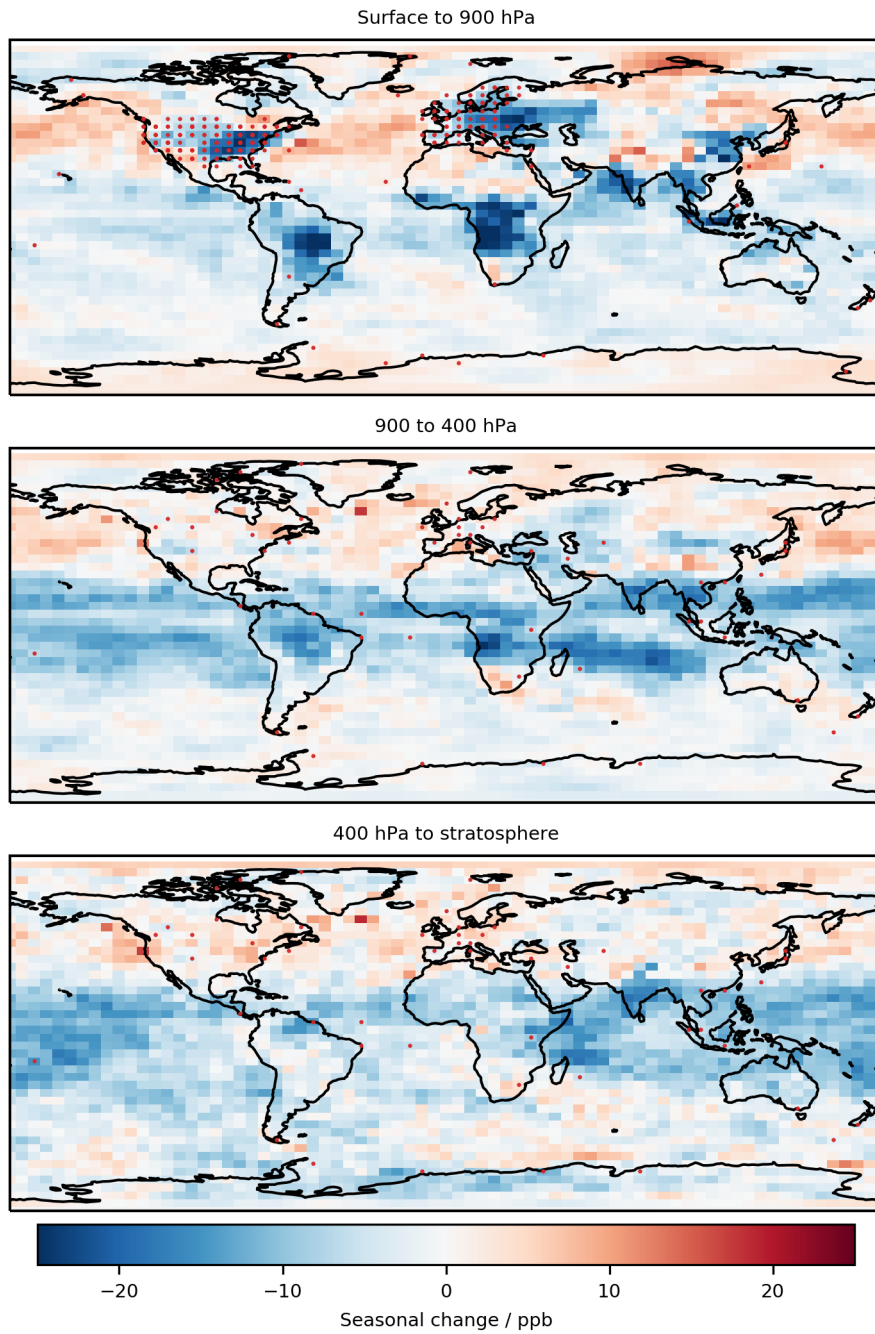 Surface to 900 hPa
900 to 400 hPa
400 hPa to stratosphere
−20 −10 0 10 20
Seasonal change / ppb